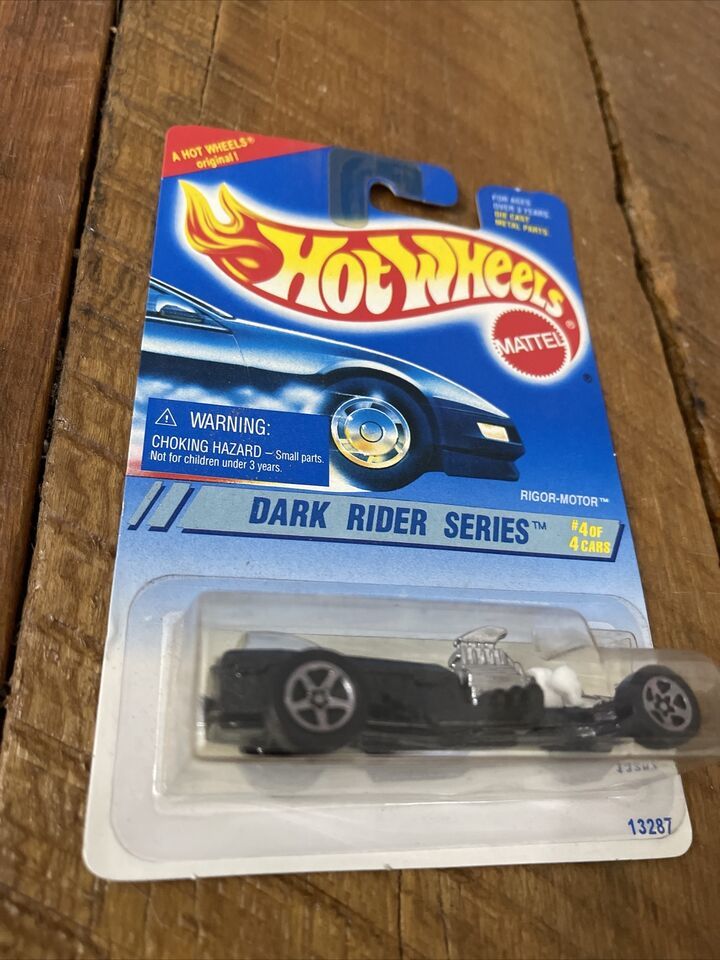 A HOT WHEELS®
original!
FOR AGES
OVER 3 YEARS
DIE CAST
METAL PARTS
HOT WHEELS®
MATTEL
®
⚠ WARNING:
CHOKING HAZARD – Small parts.
Not for children under 3 years.
RIGOR-MOTOR™
DARK RIDER SERIES™
#4 OF
4 CARS
13287